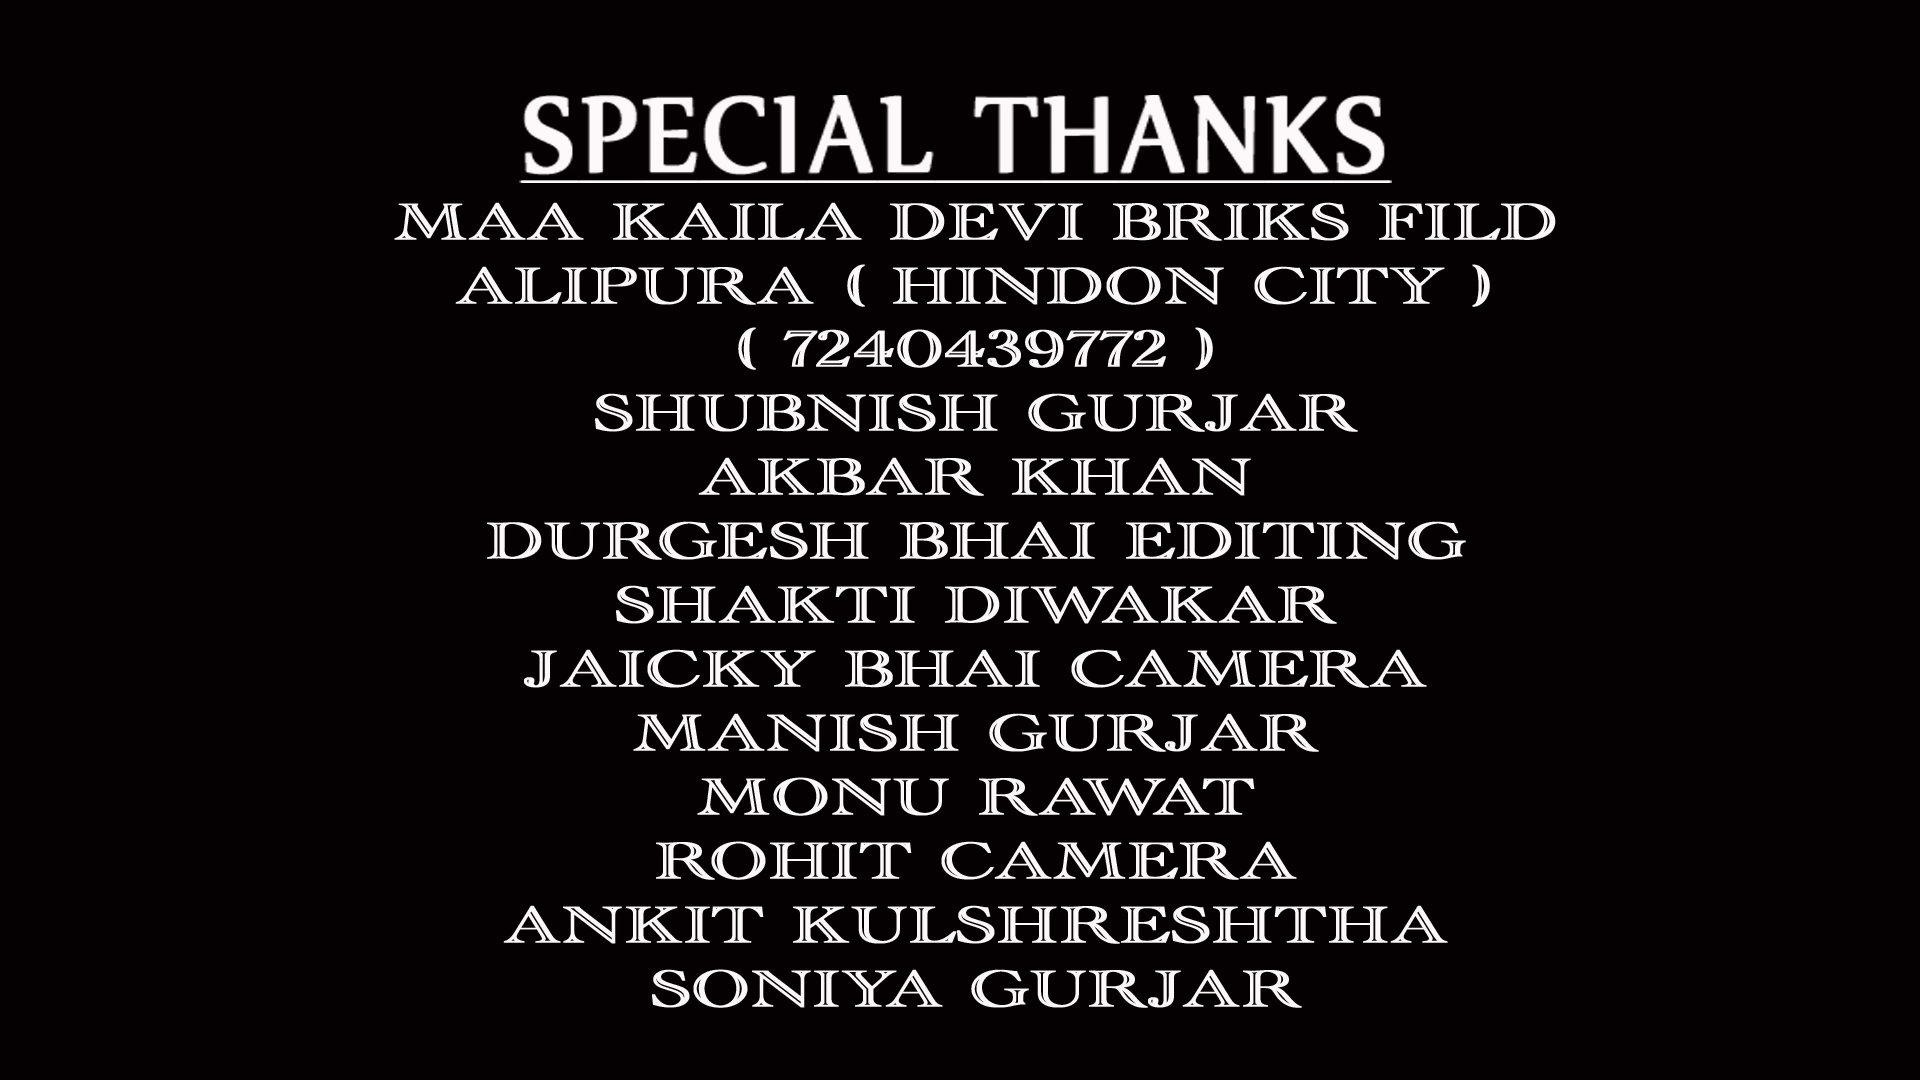 SPECIAL THANKS
MAA KAILA DEVI BRIKS FILD
ALIPURA ( HINDON CITY )
( 7240439772 )
SHUBNISH GURJAR
AKBAR KHAN
DURGESH BHAI EDITING
SHAKTI DIWAKAR
JAICKY BHAI CAMERA
MANISH GURJAR
MONU RAWAT
ROHIT CAMERA
ANKIT KULSHRESHTHA
SONIYA GURJAR